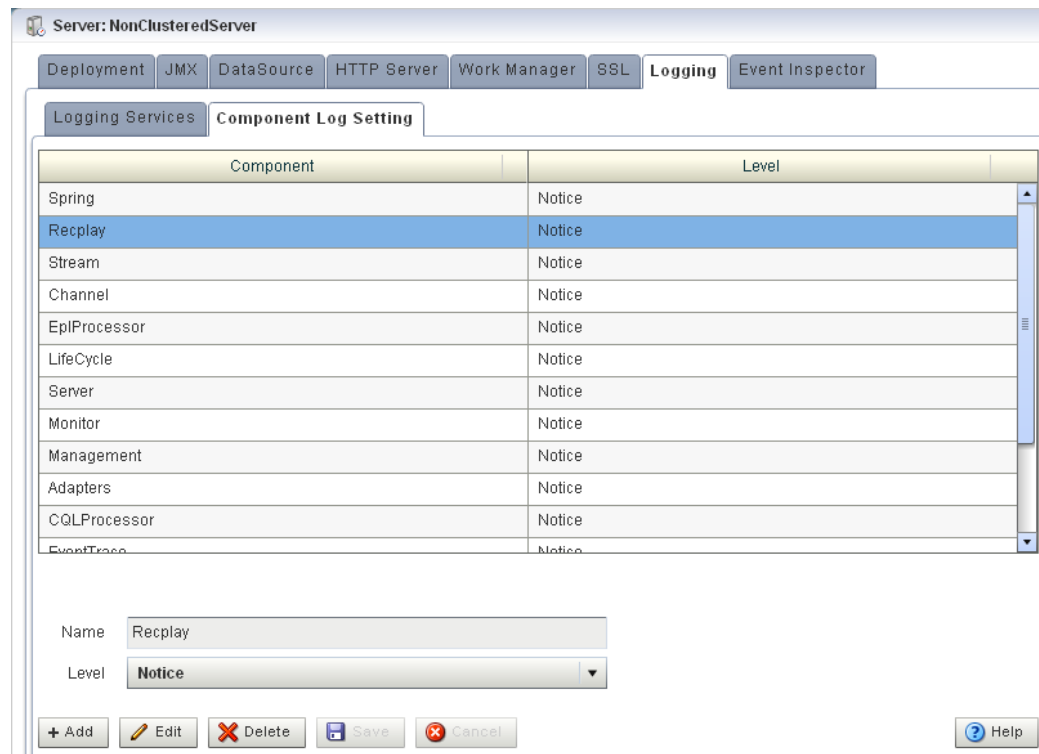 Server: NonClusteredServer
Deployment JMX DataSource HTTP Server Work Manager SSL Logging Event Inspector
Logging Services Component Log Setting
Component Level
Spring Notice
Recplay Notice
Stream Notice
Channel Notice
EplProcessor Notice
LifeCycle Notice
Server Notice
Monitor Notice
Management Notice
Adapters Notice
CQLProcessor Notice
EventTrace Notice
Name Recplay
Level Notice
+ Add Edit Delete Save Cancel Help